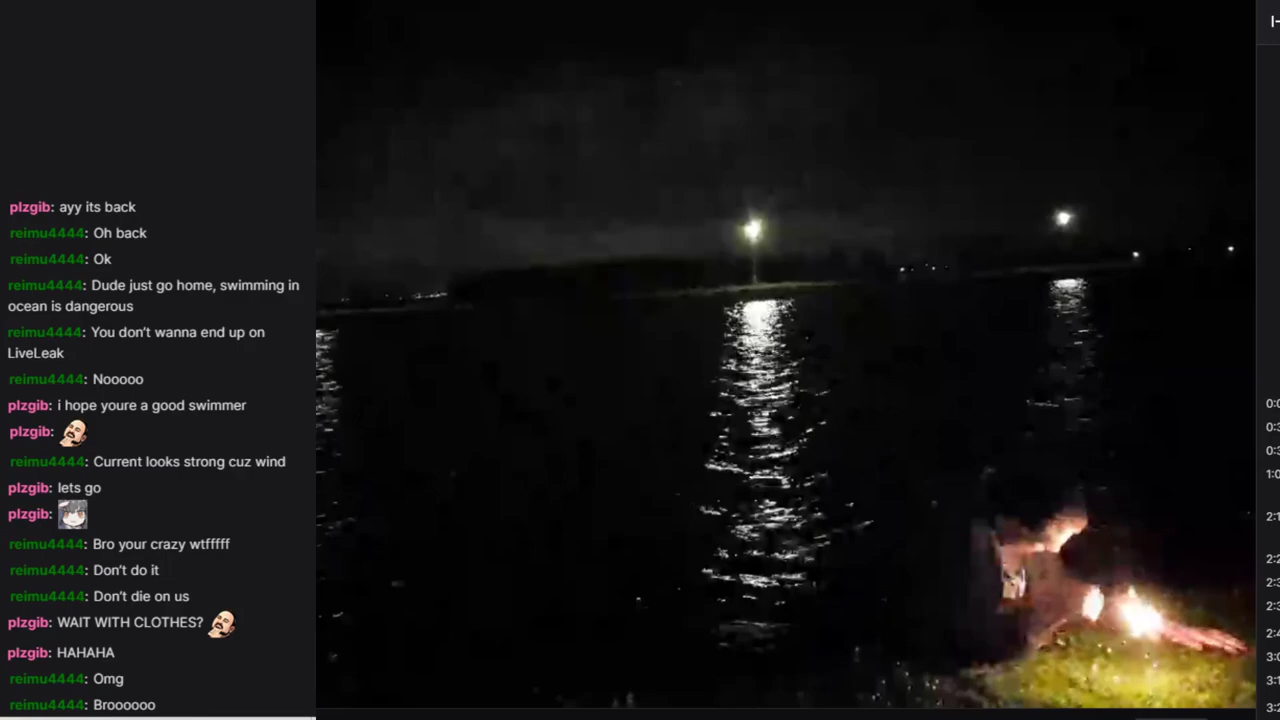 plzgib: ayy its back
reimu4444: Oh back
reimu4444: Ok
reimu4444: Dude just go home, swimming in
ocean is dangerous
reimu4444: You don’t wanna end up on
LiveLeak
reimu4444: Nooooo
plzgib: i hope youre a good swimmer
plzgib:
reimu4444: Current looks strong cuz wind
plzgib: lets go
plzgib:
reimu4444: Bro your crazy wtfffff
reimu4444: Don’t do it
reimu4444: Don’t die on us
plzgib: WAIT WITH CLOTHES?
plzgib: HAHAHA
reimu4444: Omg
reimu4444: Broooooo